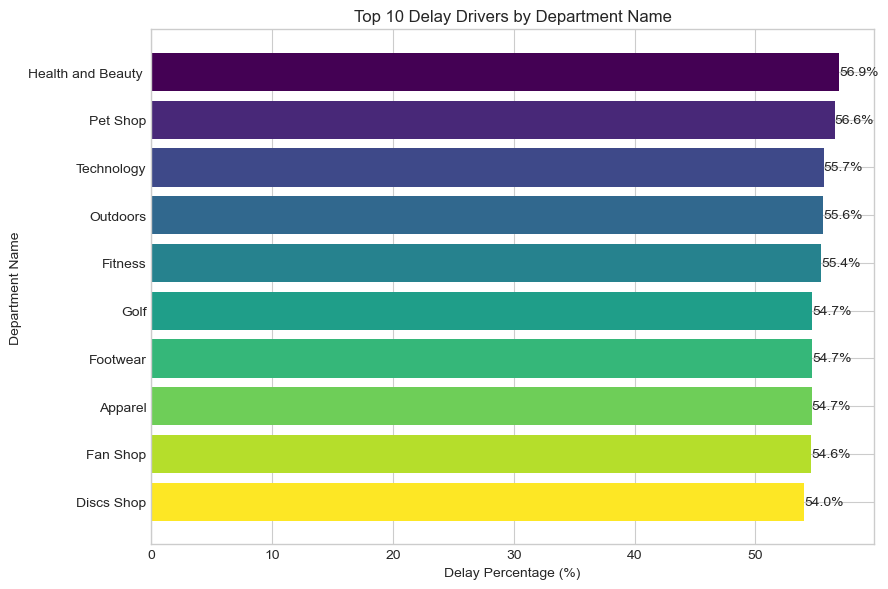 Top 10 Delay Drivers by Department Name
Health and Beauty 56.9%
Pet Shop 56.6%
Technology 55.7%
Outdoors 55.6%
Fitness 55.4%
Golf 54.7%
Footwear 54.7%
Apparel 54.7%
Fan Shop 54.6%
Discs Shop 54.0%
Department Name
0 10 20 30 40 50
Delay Percentage (%)